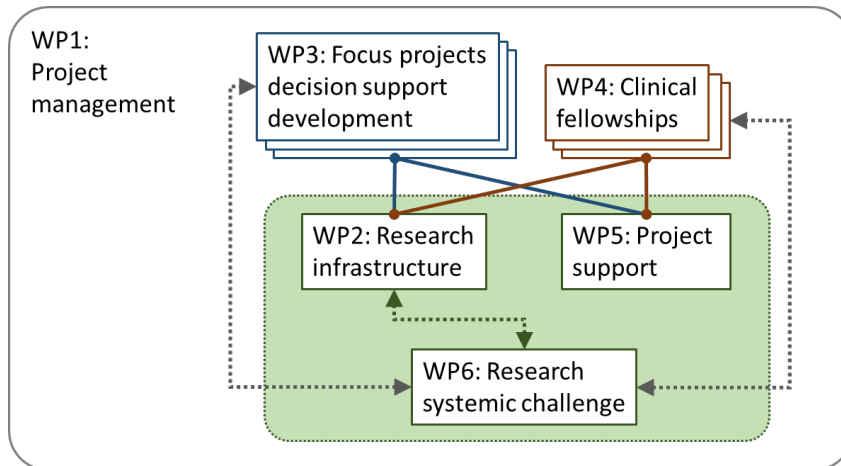 WP1:
Project
management
WP3: Focus projects
decision support
development
WP4: Clinical
fellowships
WP2: Research
infrastructure
WP5: Project
support
WP6: Research
systemic challenge